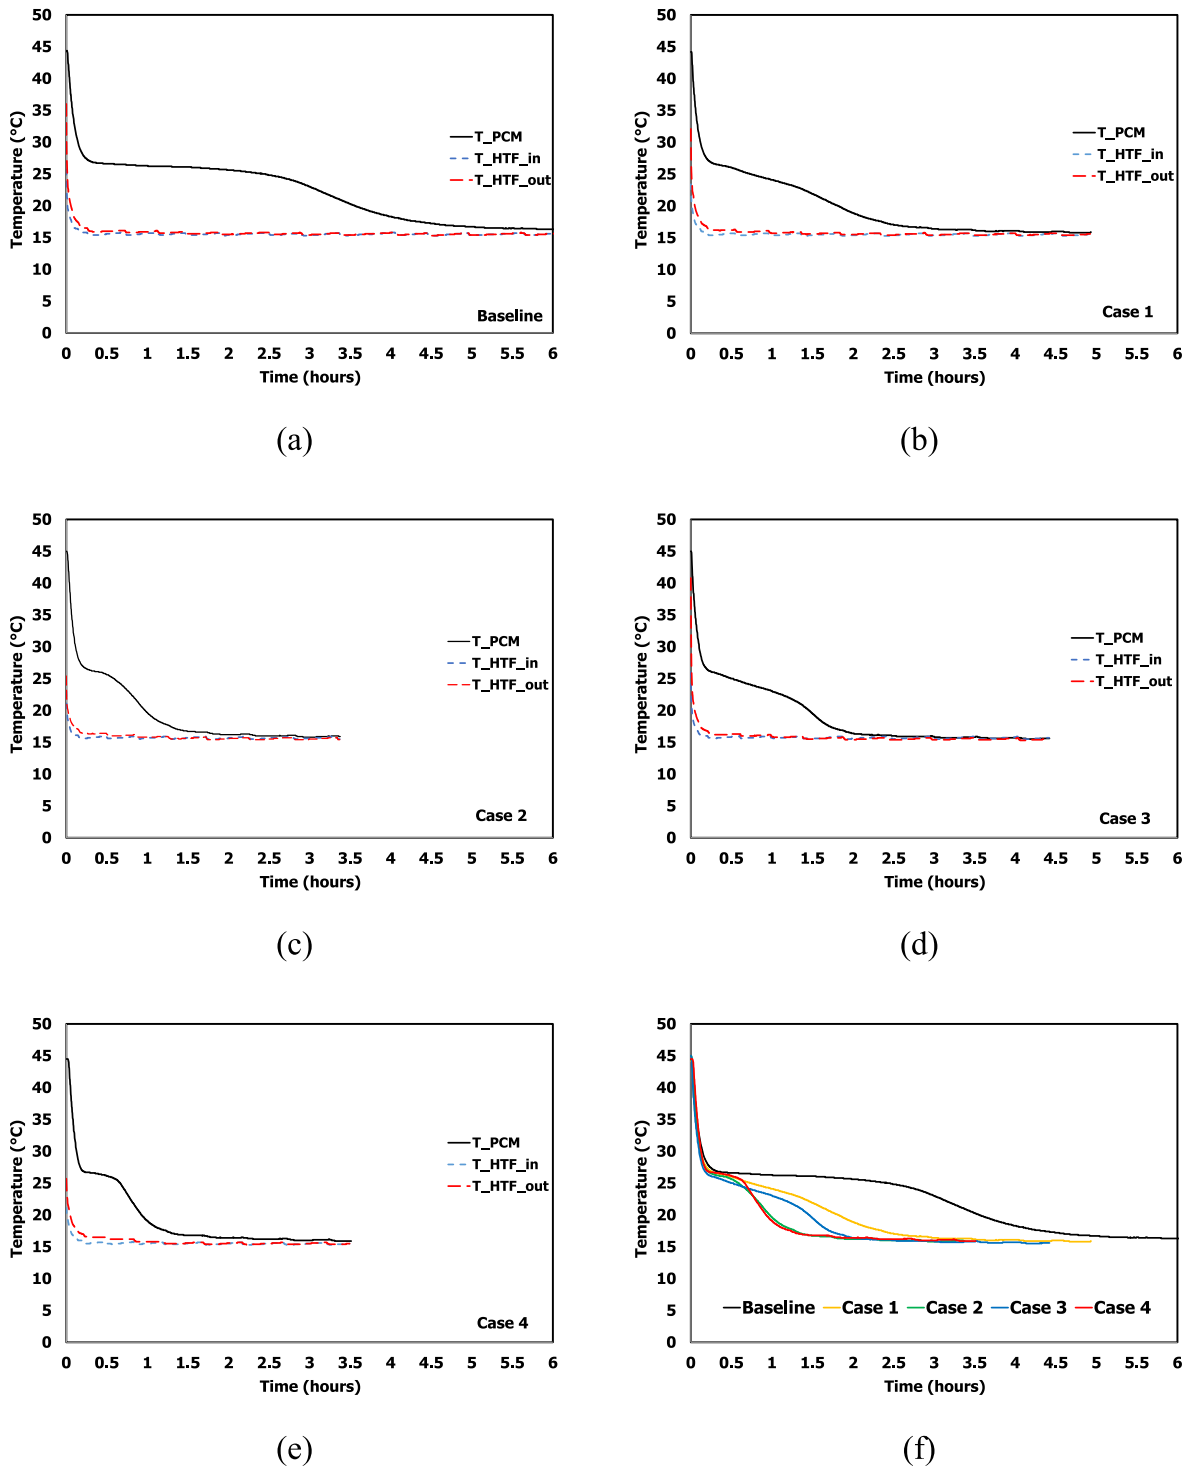 50
45
40
35
30
25
20
15
10
5
0
Temperature (°C)
T_PCM
T_HTF_in
T_HTF_out
Baseline
0 0.5 1 1.5 2 2.5 3 3.5 4 4.5 5 5.5 6
Time (hours)
(a)
50
45
40
35
30
25
20
15
10
5
0
Temperature (°C)
T_PCM
T_HTF_in
T_HTF_out
Case 1
0 0.5 1 1.5 2 2.5 3 3.5 4 4.5 5 5.5 6
Time (hours)
(b)
50
45
40
35
30
25
20
15
10
5
0
Temperature (°C)
T_PCM
T_HTF_in
T_HTF_out
Case 2
0 0.5 1 1.5 2 2.5 3 3.5 4 4.5 5 5.5 6
Time (hours)
(c)
50
45
40
35
30
25
20
15
10
5
0
Temperature (°C)
T_PCM
T_HTF_in
T_HTF_out
Case 3
0 0.5 1 1.5 2 2.5 3 3.5 4 4.5 5 5.5 6
Time (hours)
(d)
50
45
40
35
30
25
20
15
10
5
0
Temperature (°C)
T_PCM
T_HTF_in
T_HTF_out
Case 4
0 0.5 1 1.5 2 2.5 3 3.5 4 4.5 5 5.5 6
Time (hours)
(e)
50
45
40
35
30
25
20
15
10
5
0
Temperature (°C)
Baseline Case 1 Case 2 Case 3 Case 4
0 0.5 1 1.5 2 2.5 3 3.5 4 4.5 5 5.5 6
Time (hours)
(f)